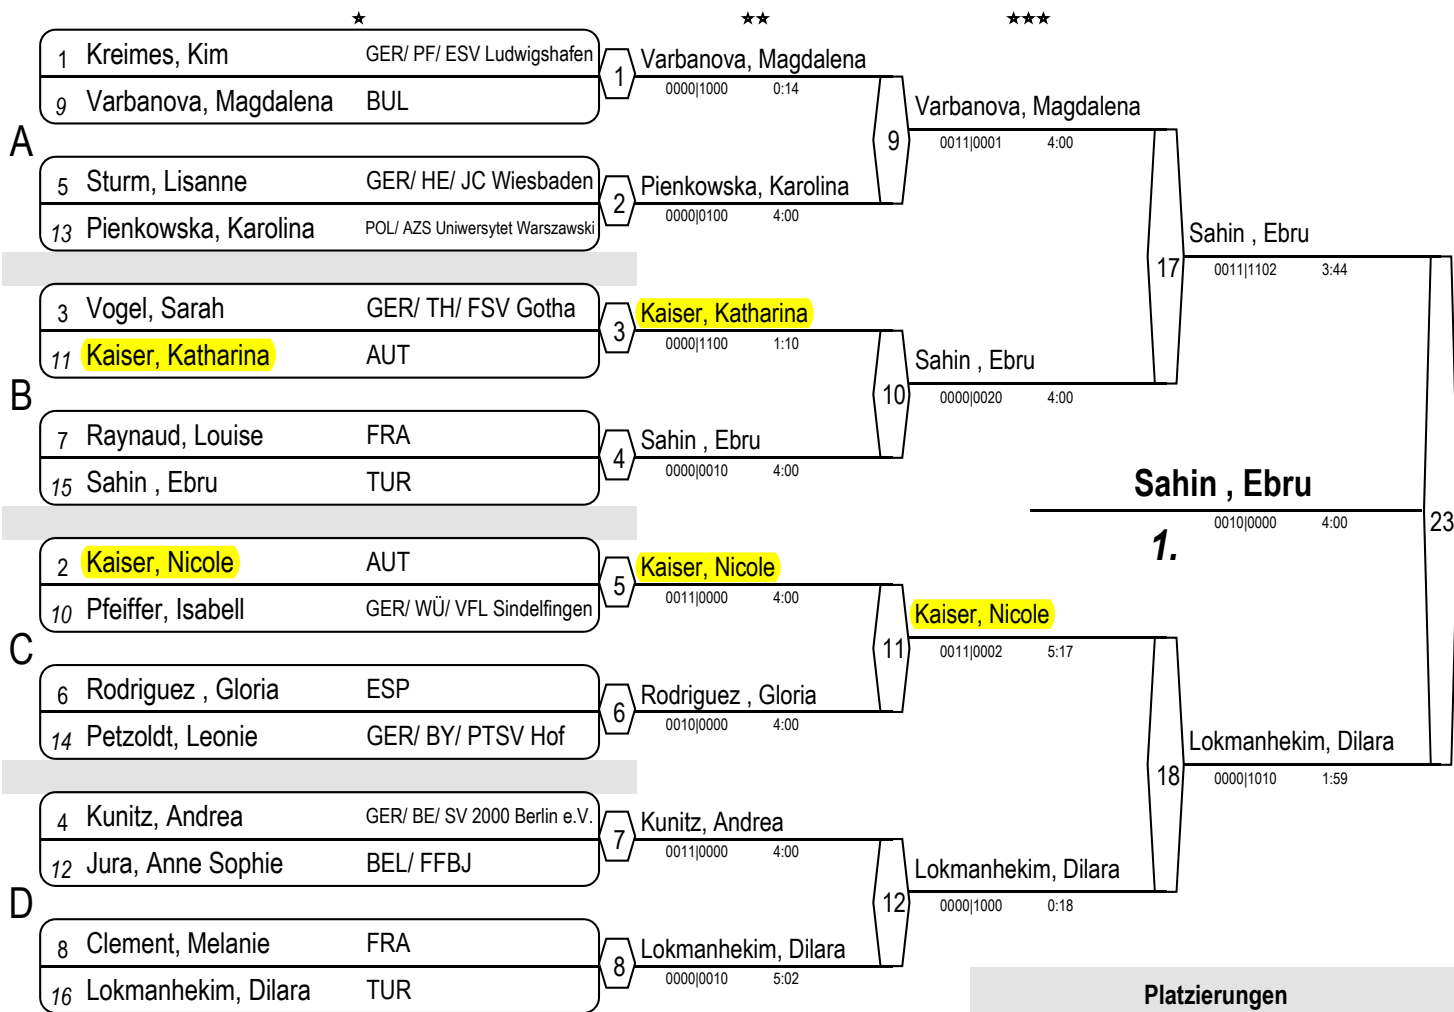 ★ ★★ ★★★
1 Kreimes, Kim GER/ PF/ ESV Ludwigshafen
9 Varbanova, Magdalena BUL
1 Varbanova, Magdalena
0000|1000 0:14
A
5 Sturm, Lisanne GER/ HE/ JC Wiesbaden
13 Pienkowska, Karolina POL/ AZS Uniwersytet Warszawski
2 Pienkowska, Karolina
0000|0100 4:00
9 Varbanova, Magdalena
0011|0001 4:00
3 Vogel, Sarah GER/ TH/ FSV Gotha
11 Kaiser, Katharina AUT
3 Kaiser, Katharina
0000|1100 1:10
B
7 Raynaud, Louise FRA
15 Sahin , Ebru TUR
4 Sahin , Ebru
0000|0010 4:00
10 Sahin , Ebru
0000|0020 4:00
17 Sahin , Ebru
0011|1102 3:44
2 Kaiser, Nicole AUT
10 Pfeiffer, Isabell GER/ WÜ/ VFL Sindelfingen
5 Kaiser, Nicole
0011|0000 4:00
C
6 Rodriguez , Gloria ESP
14 Petzoldt, Leonie GER/ BY/ PTSV Hof
6 Rodriguez , Gloria
0010|0000 4:00
11 Kaiser, Nicole
0011|0002 5:17
4 Kunitz, Andrea GER/ BE/ SV 2000 Berlin e.V.
12 Jura, Anne Sophie BEL/ FFBJ
7 Kunitz, Andrea
0011|0000 4:00
D
8 Clement, Melanie FRA
16 Lokmanhekim, Dilara TUR
8 Lokmanhekim, Dilara
0000|0010 5:02
12 Lokmanhekim, Dilara
0000|1000 0:18
18 Lokmanhekim, Dilara
0000|1010 1:59
Sahin , Ebru
0010|0000 4:00 23
1.
Platzierungen